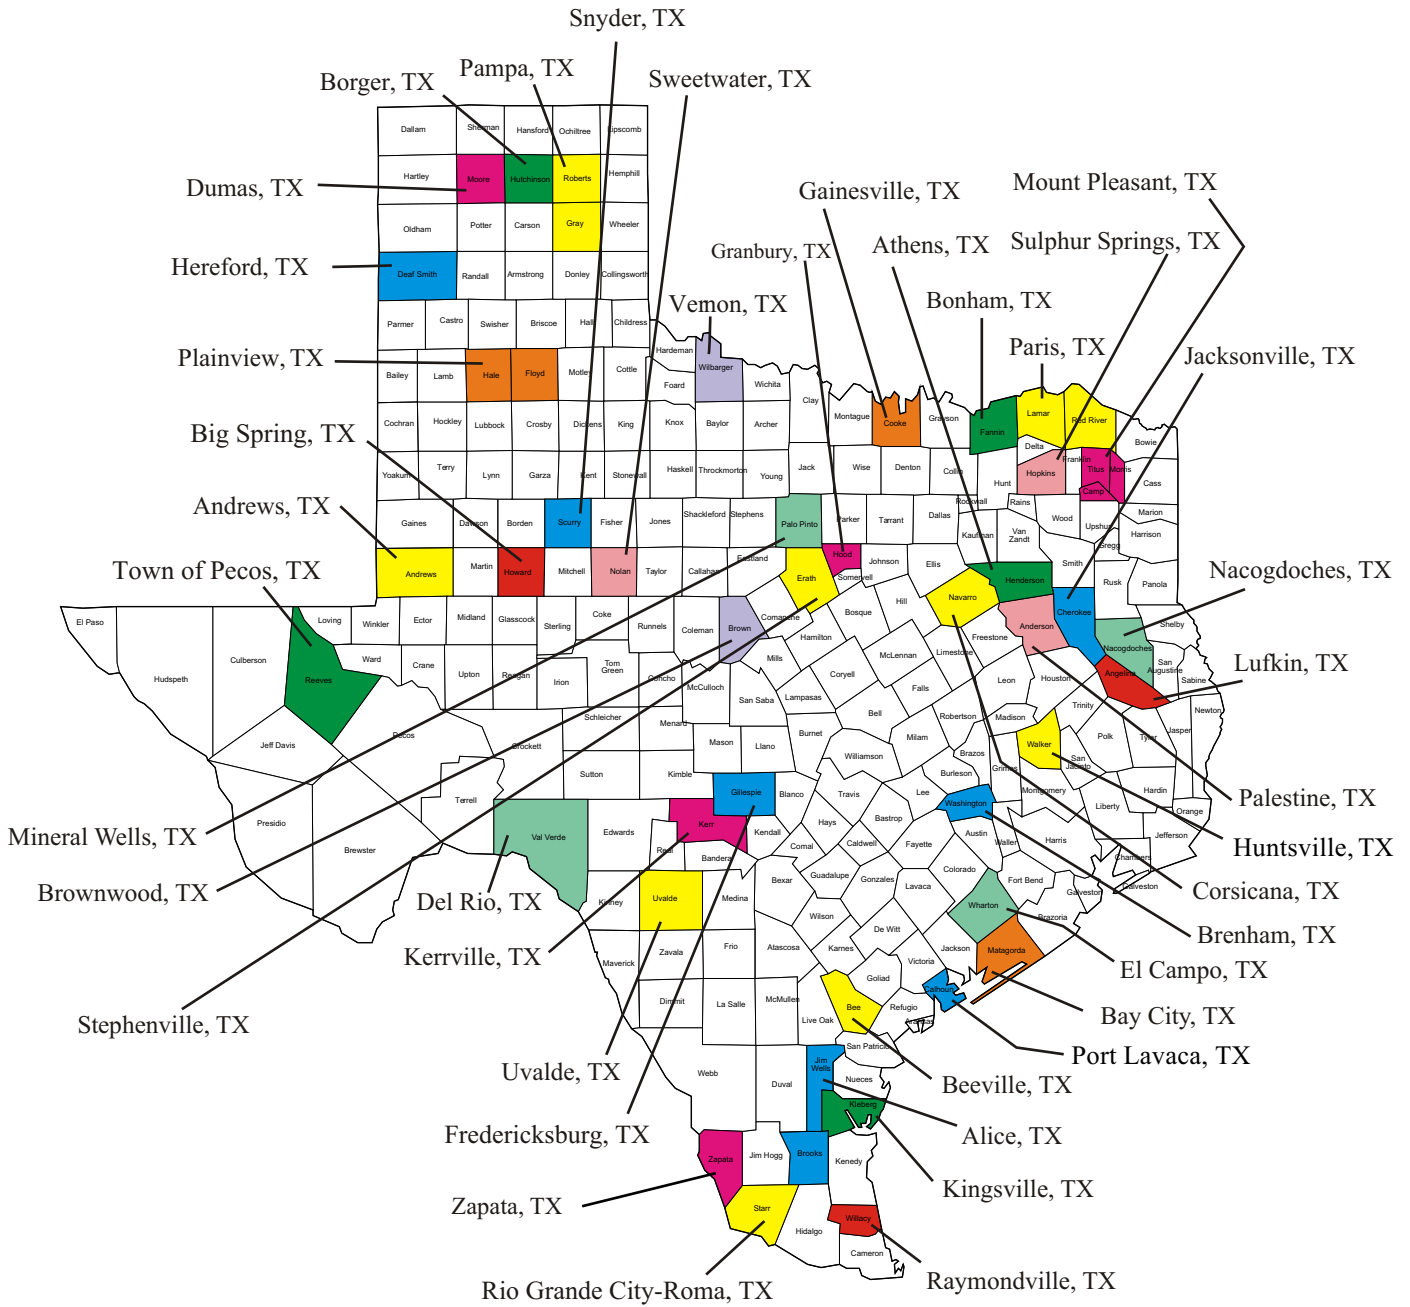 Snyder, TX
Pampa, TX
Borger, TX
Sweetwater, TX
Dumas, TX
Hereford, TX
Plainview, TX
Big Spring, TX
Andrews, TX
Town of Pecos, TX
Vernon, TX
Granbury, TX
Gainesville, TX
Athens, TX
Mount Pleasant, TX
Sulphur Springs, TX
Bonham, TX
Paris, TX
Jacksonville, TX
Nacogdoches, TX
Lufkin, TX
Palestine, TX
Huntsville, TX
Corsicana, TX
Brenham, TX
El Campo, TX
Bay City, TX
Port Lavaca, TX
Beeville, TX
Alice, TX
Kingsville, TX
Raymondville, TX
Rio Grande City-Roma, TX
Zapata, TX
Fredericksburg, TX
Uvalde, TX
Kerrville, TX
Del Rio, TX
Stephenville, TX
Brownwood, TX
Mineral Wells, TX
Dallam
Sherman
Hansford
Ochiltree
Lipscomb
Hartley
Moore
Hutchinson
Roberts
Hemphill
Oldham
Potter
Carson
Gray
Wheeler
Deaf Smith
Randall
Armstrong
Donley
Collingsworth
Parmer
Castro
Swisher
Briscoe
Hall
Childress
Hardeman
Bailey
Lamb
Hale
Floyd
Motley
Cottle
Foard
Wilbarger
Wichita
Clay
Montague
Cooke
Grayson
Fannin
Lamar
Red River
Bowie
Cochran
Hockley
Lubbock
Crosby
Dickens
King
Knox
Baylor
Archer
Delta
Franklin
Titus
Morris
Cass
Yoakum
Terry
Lynn
Garza
Kent
Stonewall
Haskell
Throckmorton
Young
Jack
Wise
Denton
Collin
Hunt
Hopkins
Camp
Marion
Gaines
Dawson
Borden
Scurry
Fisher
Jones
Shackleford
Stephens
Palo Pinto
Parker
Tarrant
Dallas
Rockwall
Rains
Wood
Upshur
Harrison
Kaufman
Van
Zandt
Gregg
Smith
Andrews
Martin
Howard
Mitchell
Nolan
Taylor
Callahan
Eastland
Erath
Hood
Somervell
Johnson
Ellis
Henderson
Rusk
Panola
El Paso
Hudspeth
Culberson
Reeves
Loving
Winkler
Ector
Midland
Glasscock
Sterling
Coke
Runnels
Coleman
Brown
Comanche
Hamilton
Bosque
Hill
Navarro
Anderson
Cherokee
Nacogdoches
Shelby
San
Augustine
Sabine
Ward
Crane
Upton
Reagan
Irion
Tom
Green
Concho
McCulloch
San Saba
Mills
Lampasas
Coryell
McLennan
Limestone
Freestone
Leon
Houston
Angelina
Jeff Davis
Pecos
Crockett
Schleicher
Menard
Mason
Llano
Burnet
Bell
Falls
Robertson
Madison
Walker
Trinity
Polk
Tyler
Jasper
Newton
Presidio
Brewster
Terrell
Val Verde
Sutton
Kimble
Gillespie
Blanco
Williamson
Milam
Brazos
Burleson
Grimes
San
Jacinto
Montgomery
Liberty
Hardin
Orange
Jefferson
Edwards
Kerr
Real
Bandera
Kendall
Comal
Hays
Travis
Bastrop
Lee
Washington
Austin
Waller
Harris
Chambers
Galveston
Kinney
Uvalde
Medina
Bexar
Guadalupe
Caldwell
Gonzales
Fayette
Lavaca
Colorado
Wharton
Fort Bend
Galveston
Brazoria
Maverick
Zavala
Frio
Atascosa
Wilson
Karnes
De Witt
Victoria
Jackson
Matagorda
Dimmit
La Salle
McMullen
Live Oak
Bee
Goliad
Refugio
Calhoun
Aransas
Webb
Duval
Jim
Wells
San Patricio
Nueces
Kleberg
Zapata
Jim Hogg
Brooks
Kenedy
Starr
Hidalgo
Willacy
Cameron